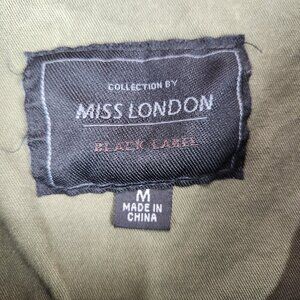 COLLECTION BY
MISS LONDON
BLACK LABEL
M
MADE IN
CHINA